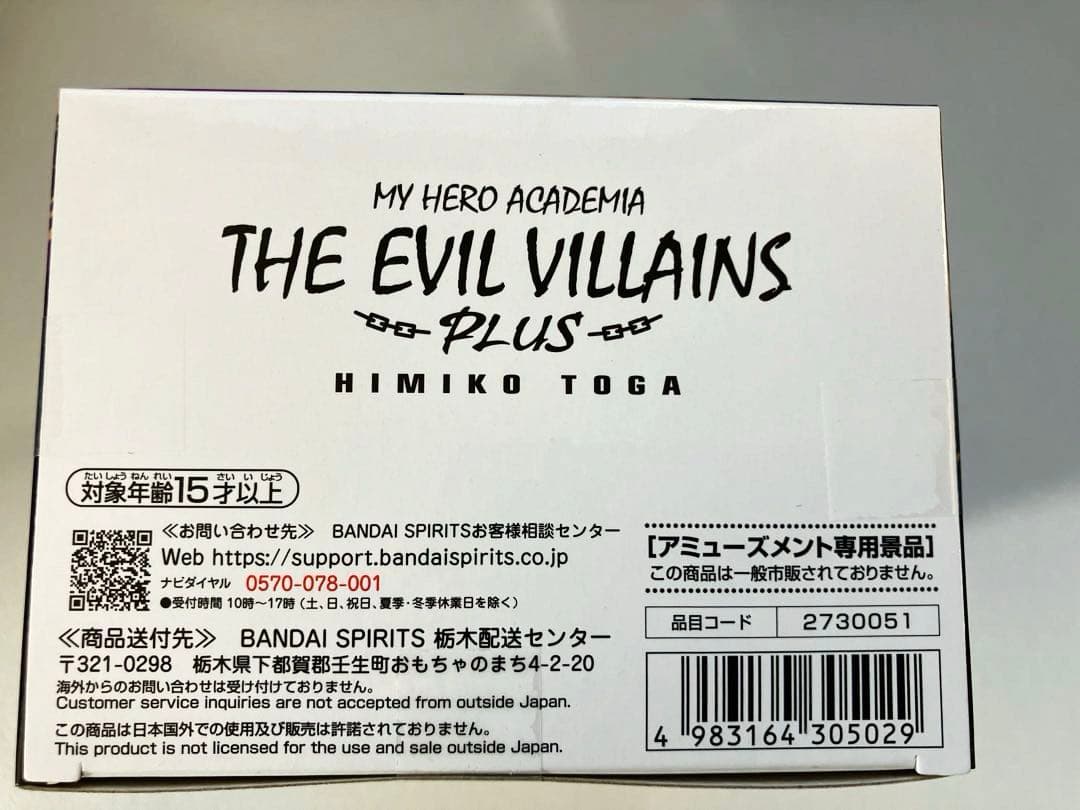 MY HERO ACADEMIA
THE EVIL VILLAINS
PLUS
HIMIKO TOGA
たいしょうねんれい さいいじょう
対象年齢15才以上
≪お問い合わせ先≫ BANDAI SPIRITSお客様相談センター
Web https://support.bandaispirits.co.jp
ナビダイヤル 0570-078-001
●受付時間 10時～17時(土、日、祝日、夏季・冬季休業日を除く)
≪商品送付先≫ BANDAI SPIRITS 栃木配送センター
〒321-0298 栃木県下都賀郡壬生町おもちゃのまち4-2-20
海外からのお問い合わせは受け付けておりません。
Customer service inquiries are not accepted from outside Japan.
この商品は日本国外での使用及び販売は許諾されておりません。
This product is not licensed for the use and sale outside Japan.
[アミューズメント専用景品]
この商品は一般市販されておりません。
品目コード 2730051
4 983164 305029